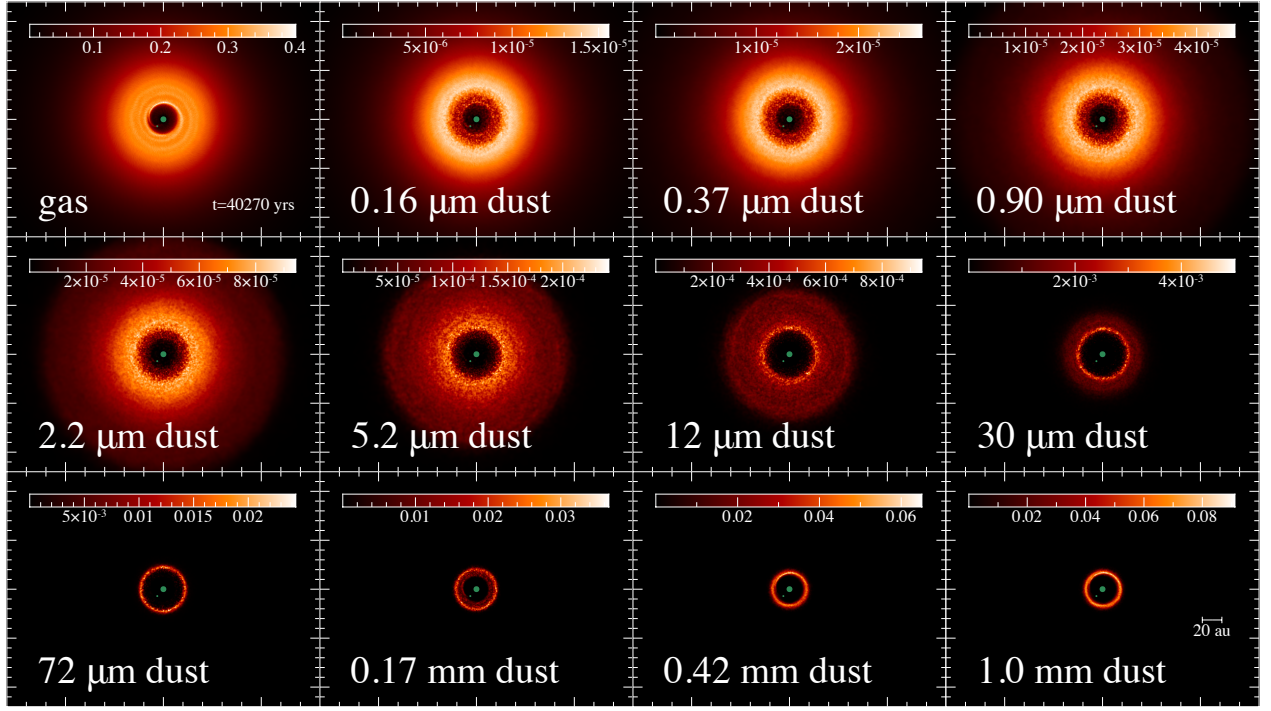 0.1 0.2 0.3 0.4
gas
t=40270 yrs
5×10⁻⁶ 1×10⁻⁵ 1.5×10⁻⁵
0.16 μm dust
1×10⁻⁵ 2×10⁻⁵
0.37 μm dust
1×10⁻⁵ 2×10⁻⁵ 3×10⁻⁵ 4×10⁻⁵
0.90 μm dust
2×10⁻⁵ 4×10⁻⁵ 6×10⁻⁵ 8×10⁻⁵
2.2 μm dust
5×10⁻⁵ 1×10⁻⁴ 1.5×10⁻⁴ 2×10⁻⁴
5.2 μm dust
2×10⁻⁴ 4×10⁻⁴ 6×10⁻⁴ 8×10⁻⁴
12 μm dust
2×10⁻³ 4×10⁻³
30 μm dust
5×10⁻³ 0.01 0.015 0.02
72 μm dust
0.01 0.02 0.03
0.17 mm dust
0.02 0.04 0.06
0.42 mm dust
0.02 0.04 0.06 0.08
20 au
1.0 mm dust